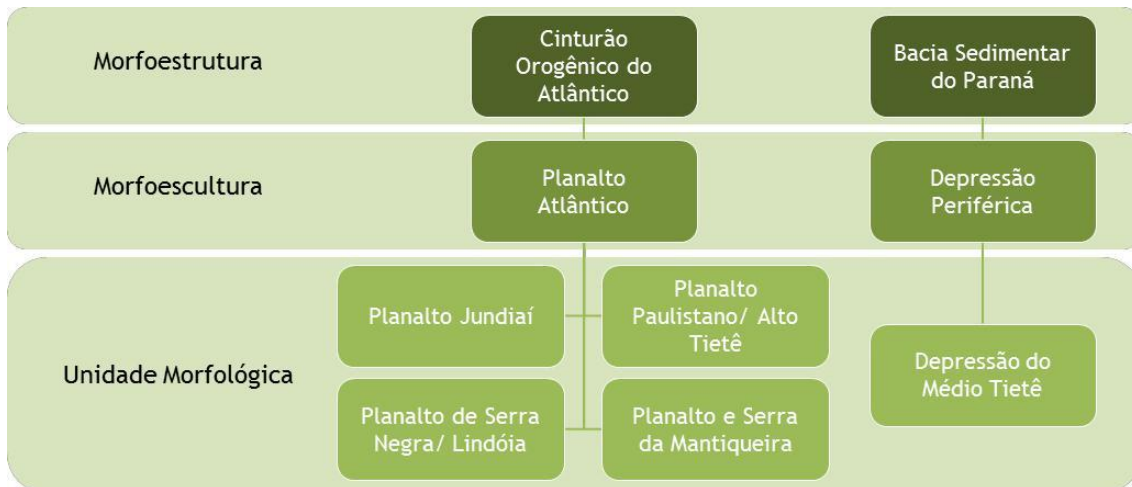 Morfoestrutura
Cinturão
Orogênico do
Atlântico
Bacia Sedimentar
do Paraná
Morfoescultura
Planalto
Atlântico
Depressão
Periférica
Unidade Morfológica
Planalto Jundiaí
Planalto
Paulistano/ Alto
Tietê
Planalto de Serra
Negra/ Lindóia
Planalto e Serra
da Mantiqueira
Depressão do
Médio Tietê